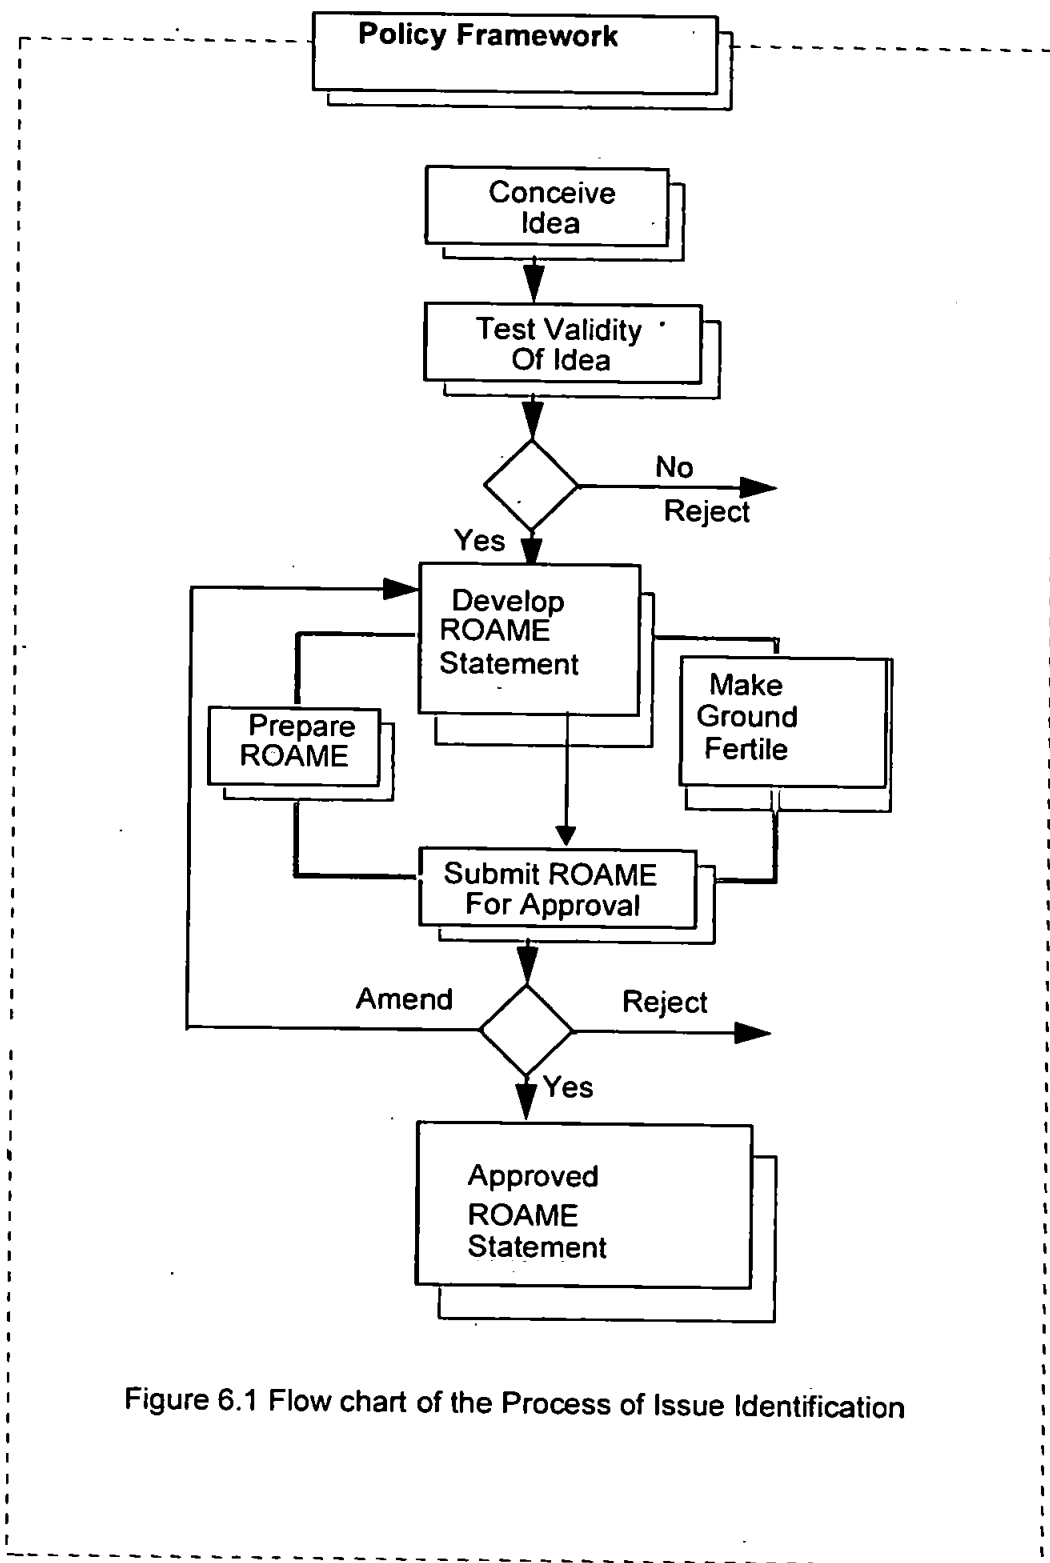 Policy Framework
Conceive
Idea
Test Validity
Of Idea
No
Reject
Yes
Develop
ROAME
Statement
Make
Ground
Fertile
Prepare
ROAME
Submit ROAME
For Approval
Amend
Reject
Yes
Approved
ROAME
Statement
Figure 6.1 Flow chart of the Process of Issue Identification